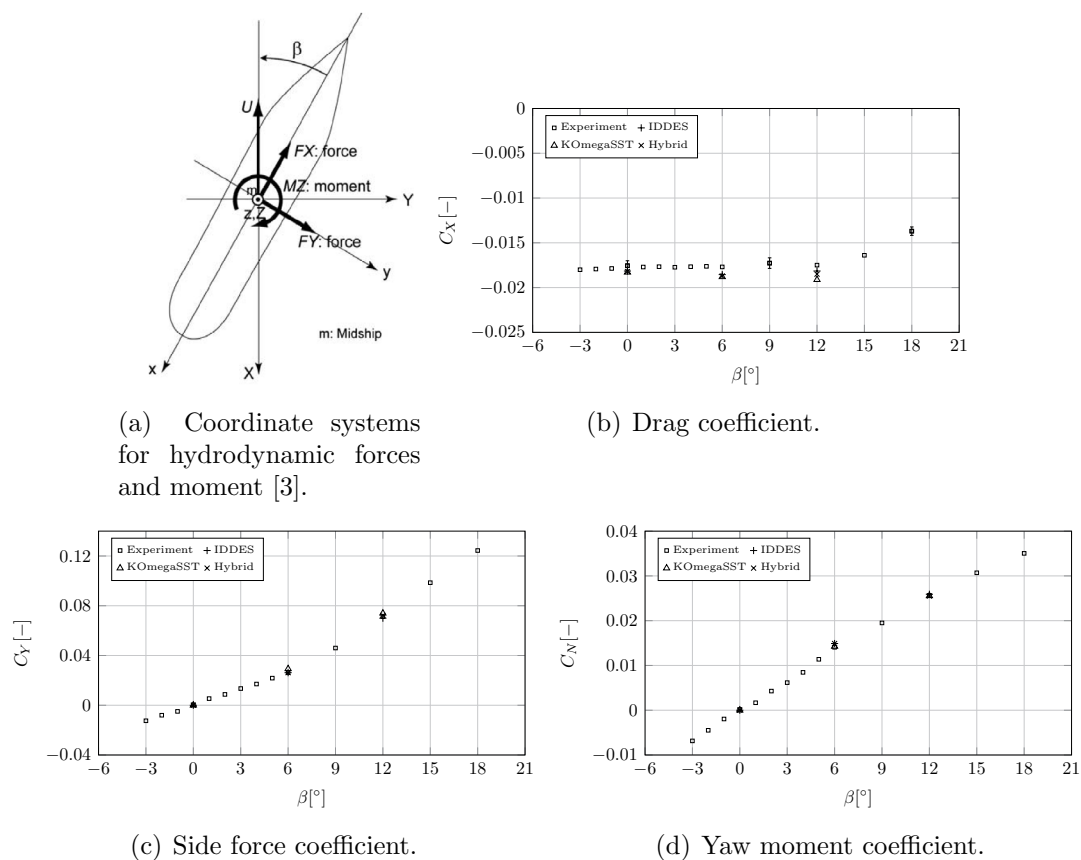 β
U
FX: force
m
MZ: moment
Y
z,Z
FY: force
y
m: Midship
x
X
(a) Coordinate systems
for hydrodynamic forces
and moment [3].
0
−0.005
−0.01
−0.015
−0.02
−0.025
C_X[−]
Experiment IDDES
KOmegaSST Hybrid
−6 −3 0 3 6 9 12 15 18 21
β[°]
(b) Drag coefficient.
0.12
0.08
0.04
0
−0.04
C_Y[−]
Experiment IDDES
KOmegaSST Hybrid
−6 −3 0 3 6 9 12 15 18 21
β[°]
(c) Side force coefficient.
0.04
0.03
0.02
0.01
0
−0.01
C_N[−]
Experiment IDDES
KOmegaSST Hybrid
−6 −3 0 3 6 9 12 15 18 21
β[°]
(d) Yaw moment coefficient.